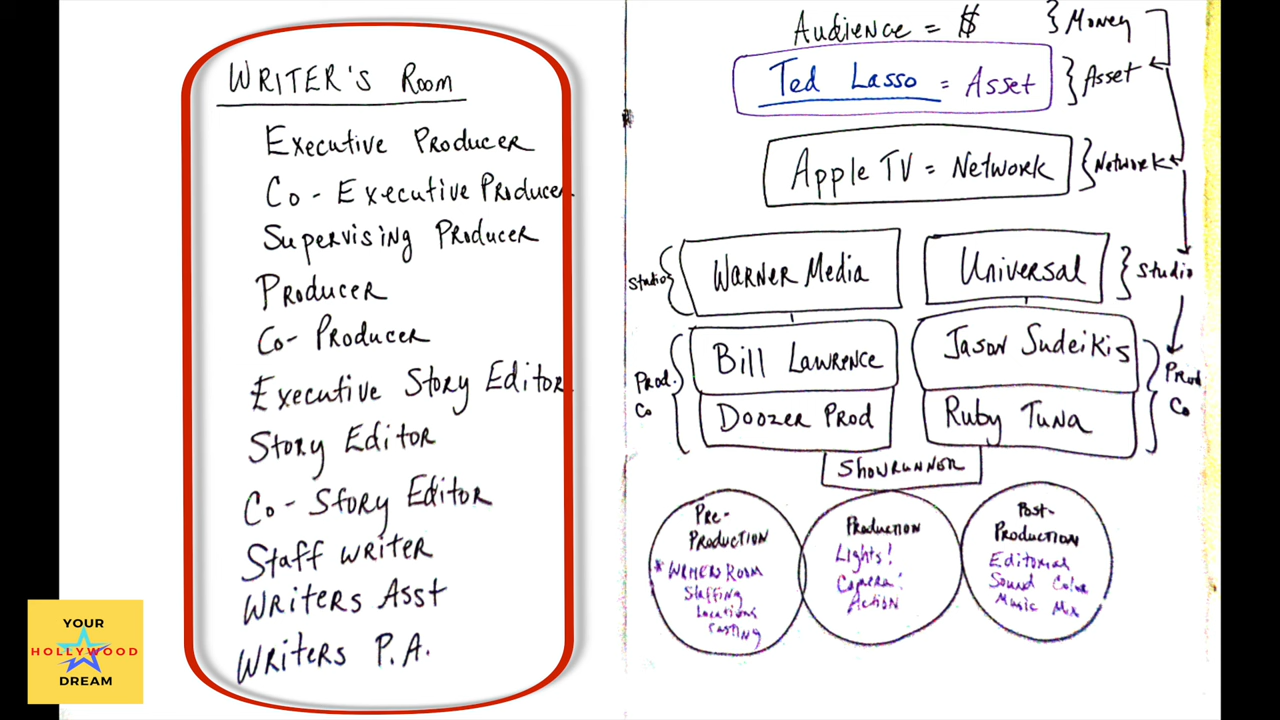 WRITER'S ROOM
Executive Producer
Co - Executive Producer
Supervising Producer
Producer
Co- Producer
Executive Story Editor
Story Editor
Co - Story Editor
Staff writer
Writers Asst
Writers P.A.
YOUR
HOLLYWOOD
DREAM
Audience = $ } Money
Ted Lasso = Asset } Asset
Apple TV = Network } Network
Studio { Warner Media
Universal } Studio
Prod. Co { Bill Lawrence
Doozer Prod
Jason Sudeikis } Prod Co
Ruby Tuna
Showrunnor
Pre-
Production
* Writers Room
Staffing
Locations
Casting
Production
Lights!
Camera!
Action
Post-
Production
Editorial
Sound Color
Music Mix